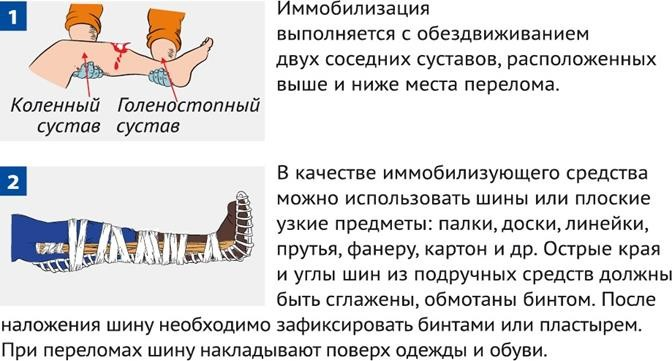 1
Коленный
сустав
Голеностопный
сустав
Иммобилизация
выполняется с обездвиживанием
двух соседних суставов, расположенных
выше и ниже места перелома.
2
В качестве иммобилизующего средства
можно использовать шины или плоские
узкие предметы: палки, доски, линейки,
прутья, фанеру, картон и др. Острые края
и углы шин из подручных средств должны
быть сглажены, обмотаны бинтом. После
наложения шину необходимо зафиксировать бинтами или пластырем.
При переломах шину накладывают поверх одежды и обуви.